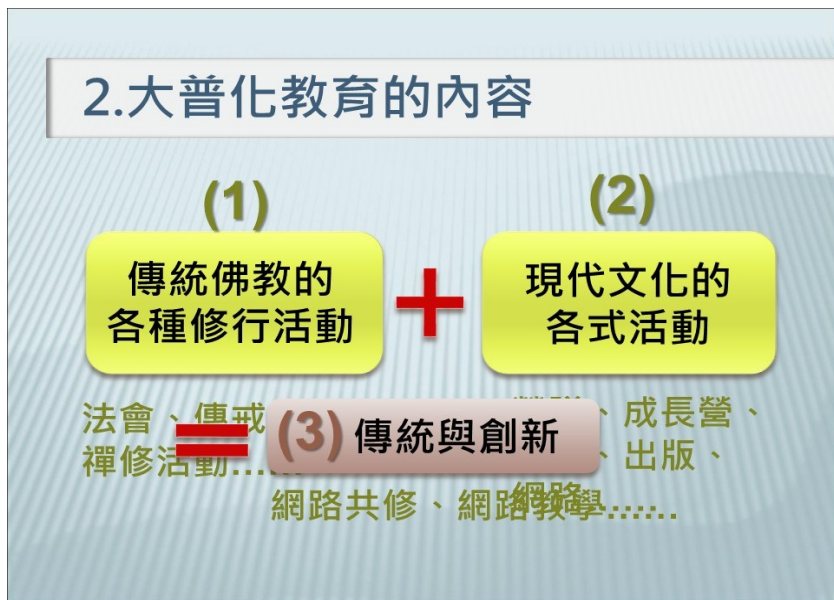 2.大普化教育的內容
(1)
(2)
傳統佛教的
各種修行活動
+
現代文化的
各式活動
法會、傳戒
禪修活動......
、成長營、
、出版、
網路......
=
(3) 傳統與創新
網路共修、網路教學......